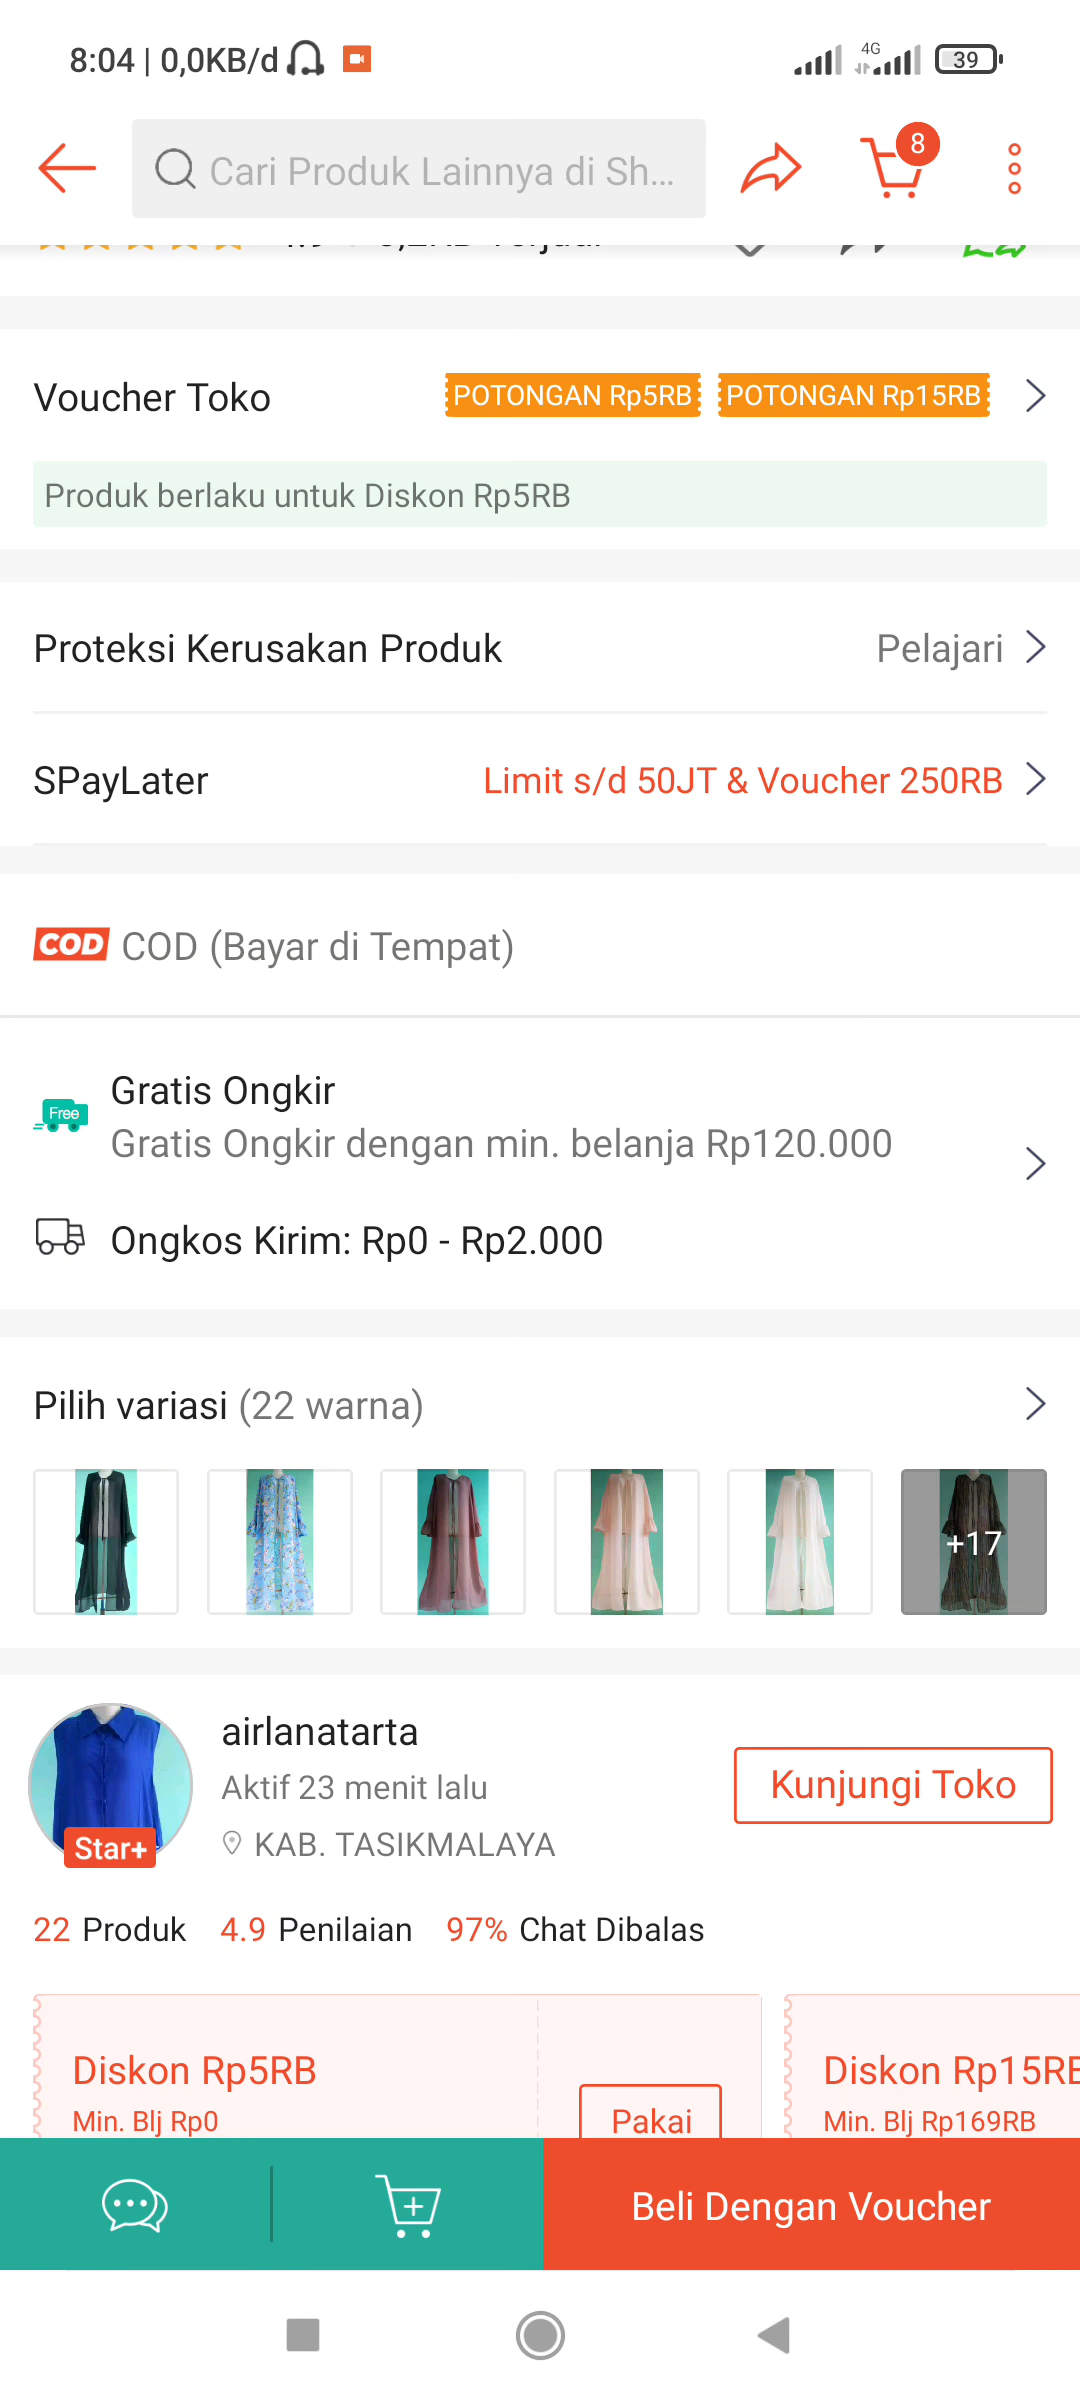 8:04 | 0,0KB/d
4G
39
Cari Produk Lainnya di Sh...
8
Voucher Toko
POTONGAN Rp5RB
POTONGAN Rp15RB
Produk berlaku untuk Diskon Rp5RB
Proteksi Kerusakan Produk
Pelajari
SPayLater
Limit s/d 50JT & Voucher 250RB
COD COD (Bayar di Tempat)
Free
Gratis Ongkir
Gratis Ongkir dengan min. belanja Rp120.000
Ongkos Kirim: Rp0 - Rp2.000
Pilih variasi (22 warna)
+17
airlanatarta
Aktif 23 menit lalu
KAB. TASIKMALAYA
Star+
Kunjungi Toko
22 Produk 4.9 Penilaian 97% Chat Dibalas
Diskon Rp5RB
Min. Blj Rp0
Pakai
Diskon Rp15RB
Min. Blj Rp169RB
Beli Dengan Voucher